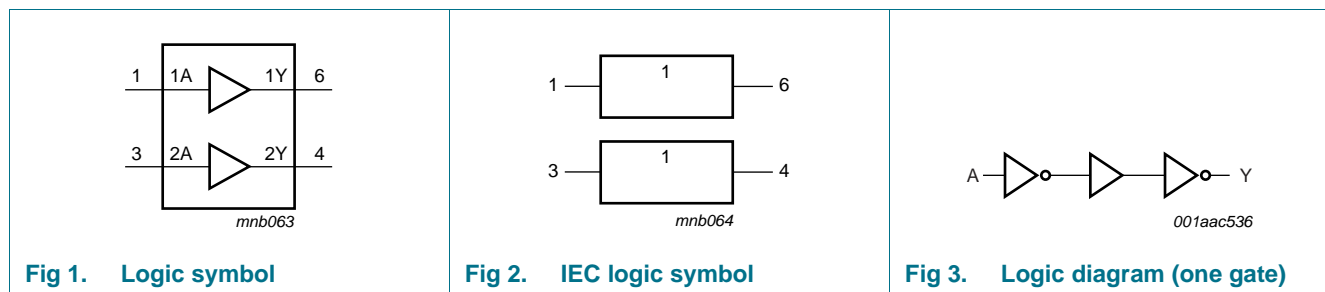 1 1A 1Y 6
3 2A 2Y 4
mnb063
Fig 1. Logic symbol
1 1 6
3 1 4
mnb064
Fig 2. IEC logic symbol
A Y
001aac536
Fig 3. Logic diagram (one gate)